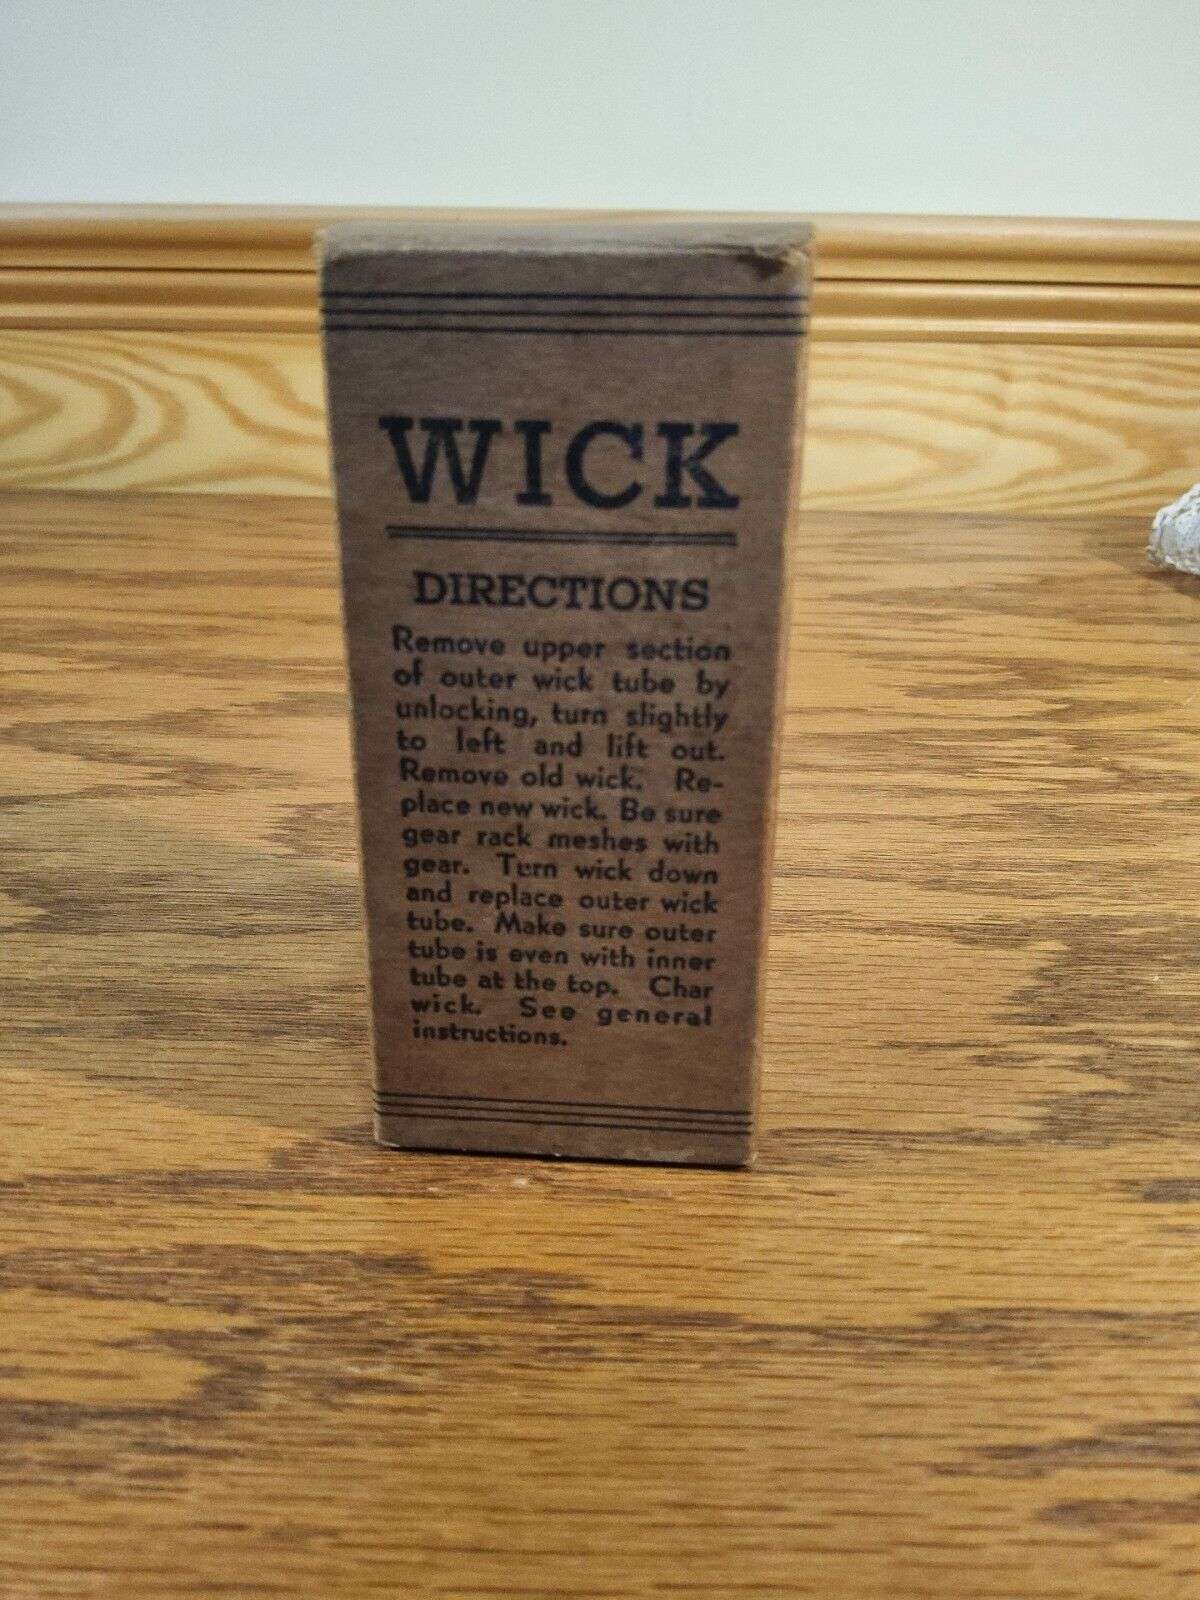 WICK
DIRECTIONS
Remove upper section
of outer wick tube by
unlocking, turn slightly
to left and lift out.
Remove old wick. Re-
place new wick. Be sure
gear rack meshes with
gear. Turn wick down
and replace outer wick
tube. Make sure outer
tube is even with inner
tube at the top. Char
wick. See general
instructions.